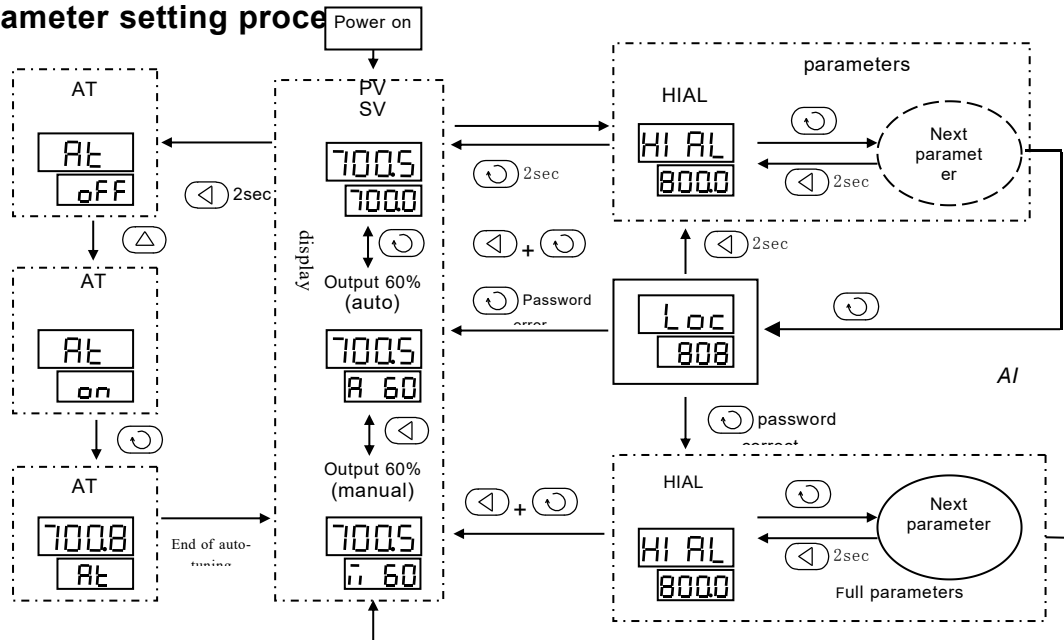 ameter setting proce
Power on
AT
At
oFF
2sec
AT
At
on
AT
700.8
At
End of auto-
tuning
PV
SV
700.5
700.0
display
Output 60%
(auto)
700.5
A 60
Output 60%
(manual)
700.5
60
2sec
+
Password
error
+
parameters
HIAL
HI AL
800.0
Next
paramet
er
2sec
2sec
Loc
808
AI
password
correct
HIAL
HI AL
800.0
Next
parameter
2sec
Full parameters